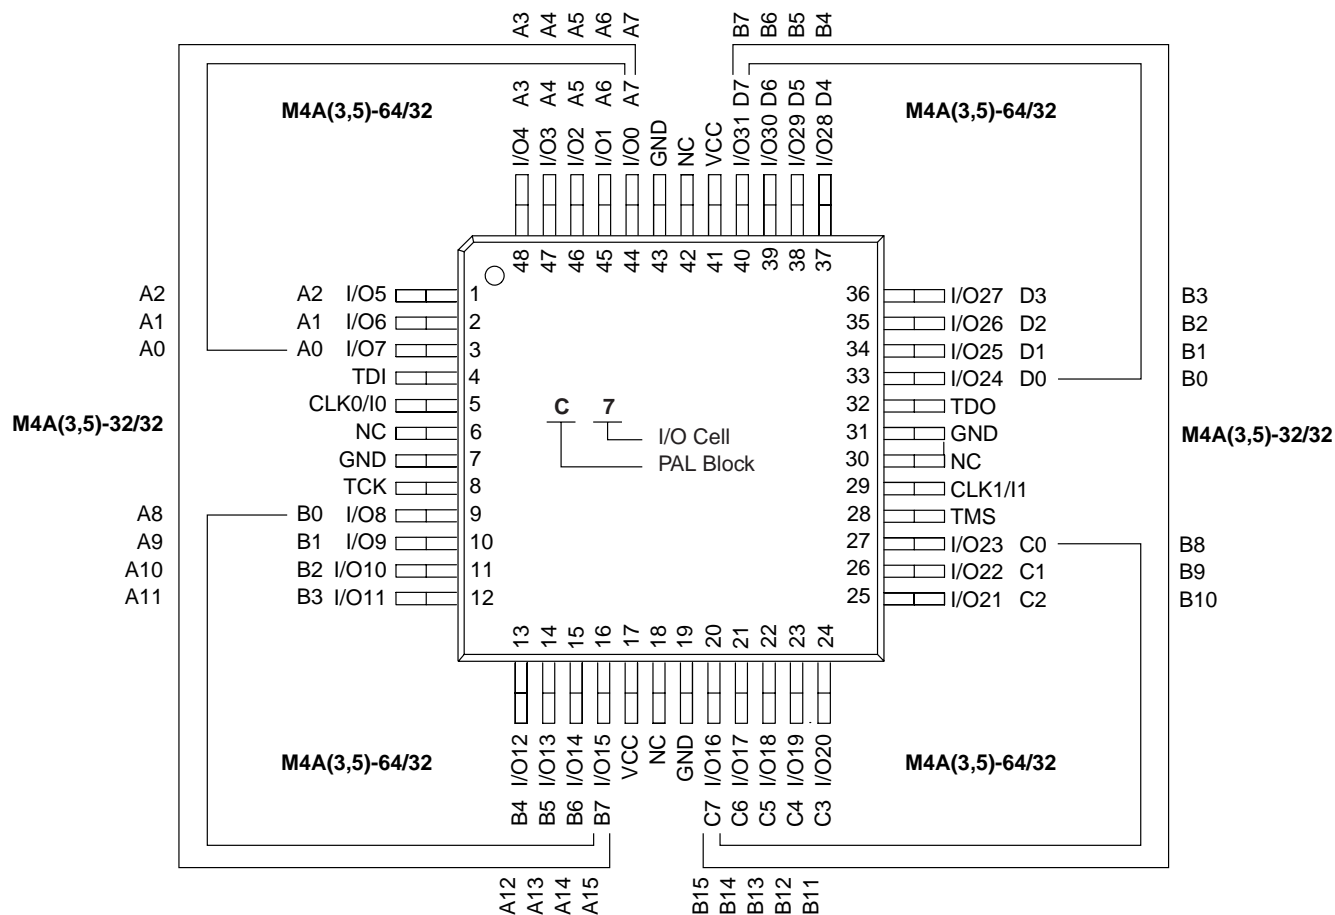 A3 A4 A5 A6 A7 B7 B6 B5 B4
A3 A4 A5 A6 A7 D7 D6 D5 D4
M4A(3,5)-64/32 M4A(3,5)-64/32
I/O4 I/O3 I/O2 I/O1 I/O0 GND NC VCC I/O31 I/O30 I/O29 I/O28
48 47 46 45 44 43 42 41 40 39 38 37
A2 A2 I/O5 1 36 I/O27 D3 B3
A1 A1 I/O6 2 35 I/O26 D2 B2
A0 A0 I/O7 3 34 I/O25 D1 B1
TDI 4 33 I/O24 D0 B0
CLK0/I0 5 C 7 32 TDO
M4A(3,5)-32/32 M4A(3,5)-32/32
NC 6 I/O Cell 31 GND
GND 7 PAL Block 30 NC
TCK 8 29 CLK1/I1
A8 B0 I/O8 9 28 TMS
A9 B1 I/O9 10 27 I/O23 C0 B8
A10 B2 I/O10 11 26 I/O22 C1 B9
A11 B3 I/O11 12 25 I/O21 C2 B10
13 14 15 16 17 18 19 20 21 22 23 24
I/O12 I/O13 I/O14 I/O15 VCC NC GND I/O16 I/O17 I/O18 I/O19 I/O20
M4A(3,5)-64/32 M4A(3,5)-64/32
B4 B5 B6 B7 C7 C6 C5 C4 C3
A12 A13 A14 A15 B15 B14 B13 B12 B11